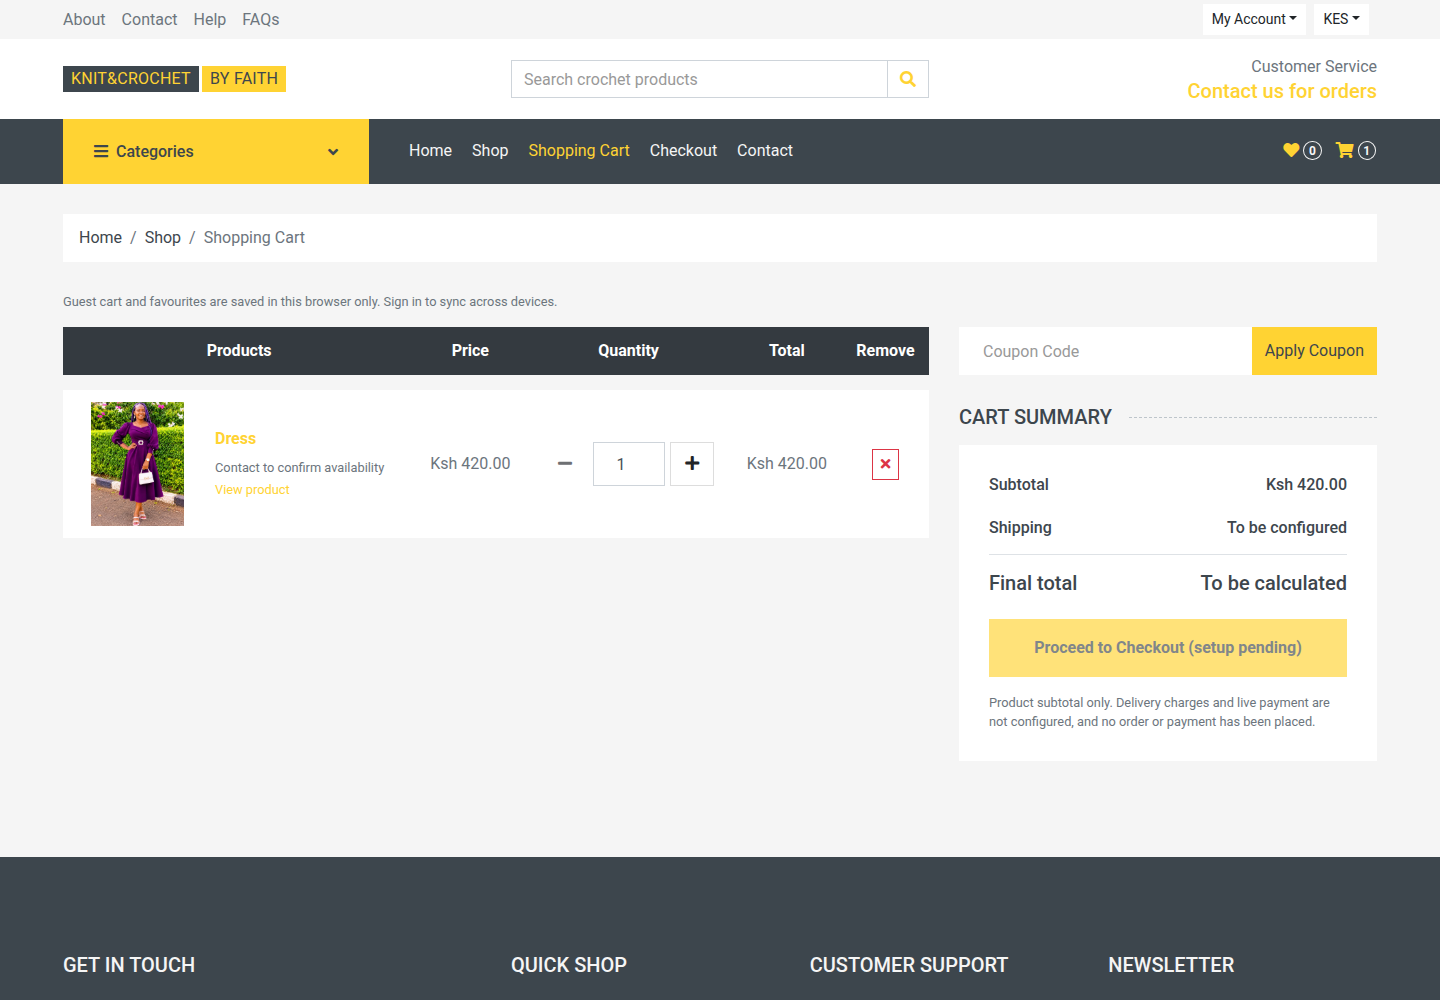 About Contact Help FAQs
My Account KES
KNIT&CROCHET BY FAITH
Search crochet products
Customer Service
Contact us for orders
Categories
Home Shop Shopping Cart Checkout Contact
0 1
Home / Shop / Shopping Cart
Guest cart and favourites are saved in this browser only. Sign in to sync across devices.
Products Price Quantity Total Remove
Dress
Contact to confirm availability
View product
Ksh 420.00 1 Ksh 420.00
Coupon Code Apply Coupon
CART SUMMARY
Subtotal Ksh 420.00
Shipping To be configured
Final total To be calculated
Proceed to Checkout (setup pending)
Product subtotal only. Delivery charges and live payment are
not configured, and no order or payment has been placed.
GET IN TOUCH QUICK SHOP CUSTOMER SUPPORT NEWSLETTER